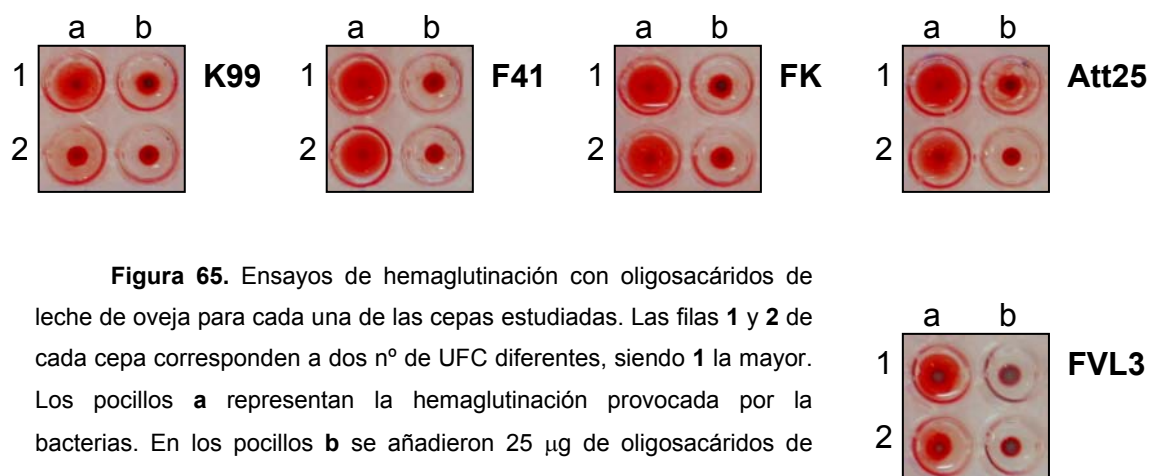 a b a b a b a b
1 K99 1 F41 1 FK 1 Att25
2 2 2 2
Figura 65. Ensayos de hemaglutinación con oligosacáridos de
leche de oveja para cada una de las cepas estudiadas. Las filas 1 y 2 de
cada cepa corresponden a dos nº de UFC diferentes, siendo 1 la mayor.
Los pocillos a representan la hemaglutinación provocada por la
bacterias. En los pocillos b se añadieron 25 μg de oligosacáridos de
a b
1 FVL3
2